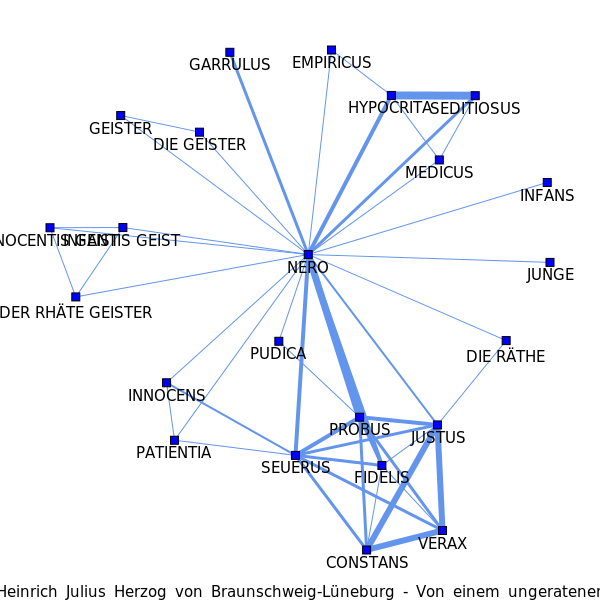 GARRULUS
EMPIRICUS
HYPOCRITA
SEDITIOSUS
GEISTER
DIE GEISTER
MEDICUS
INFANS
NOCENTIS GEIST
INFANTIS GEIST
NERO
JUNGE
DER RHÄTE GEISTER
PUDICA
DIE RÄTHE
INNOCENS
PROBUS
JUSTUS
PATIENTIA
SEUERUS
FIDELIS
VERAX
CONSTANS
Heinrich Julius Herzog von Braunschweig-Lüneburg - Von einem ungeratenen